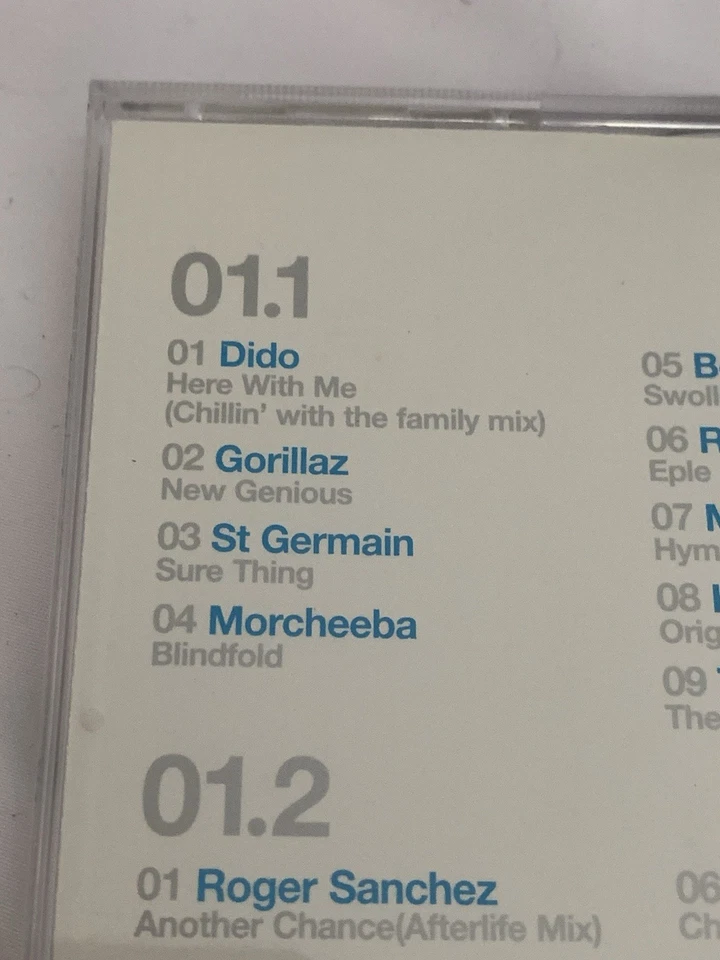 01.1
01 Dido
Here With Me
(Chillin' with the family mix)
02 Gorillaz
New Genious
03 St Germain
Sure Thing
04 Morcheeba
Blindfold
05
06
Eple
07
08
09
The
01.2
01 Roger Sanchez
Another Chance(Afterlife Mix)
06